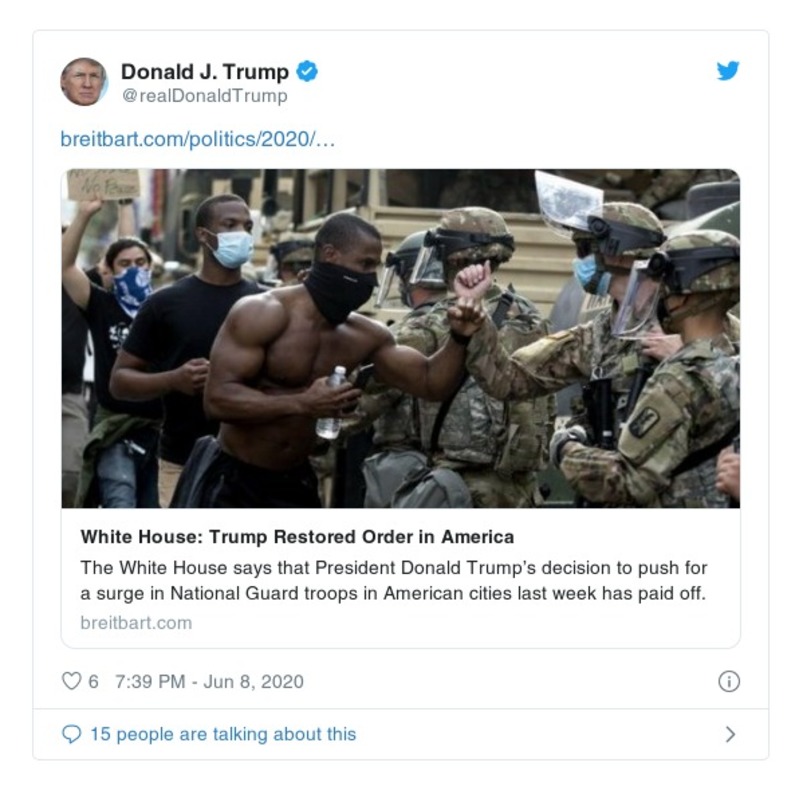 Donald J. Trump
@realDonaldTrump
breitbart.com/politics/2020/…
White House: Trump Restored Order in America
The White House says that President Donald Trump's decision to push for
a surge in National Guard troops in American cities last week has paid off.
breitbart.com
6 7:39 PM - Jun 8, 2020
15 people are talking about this